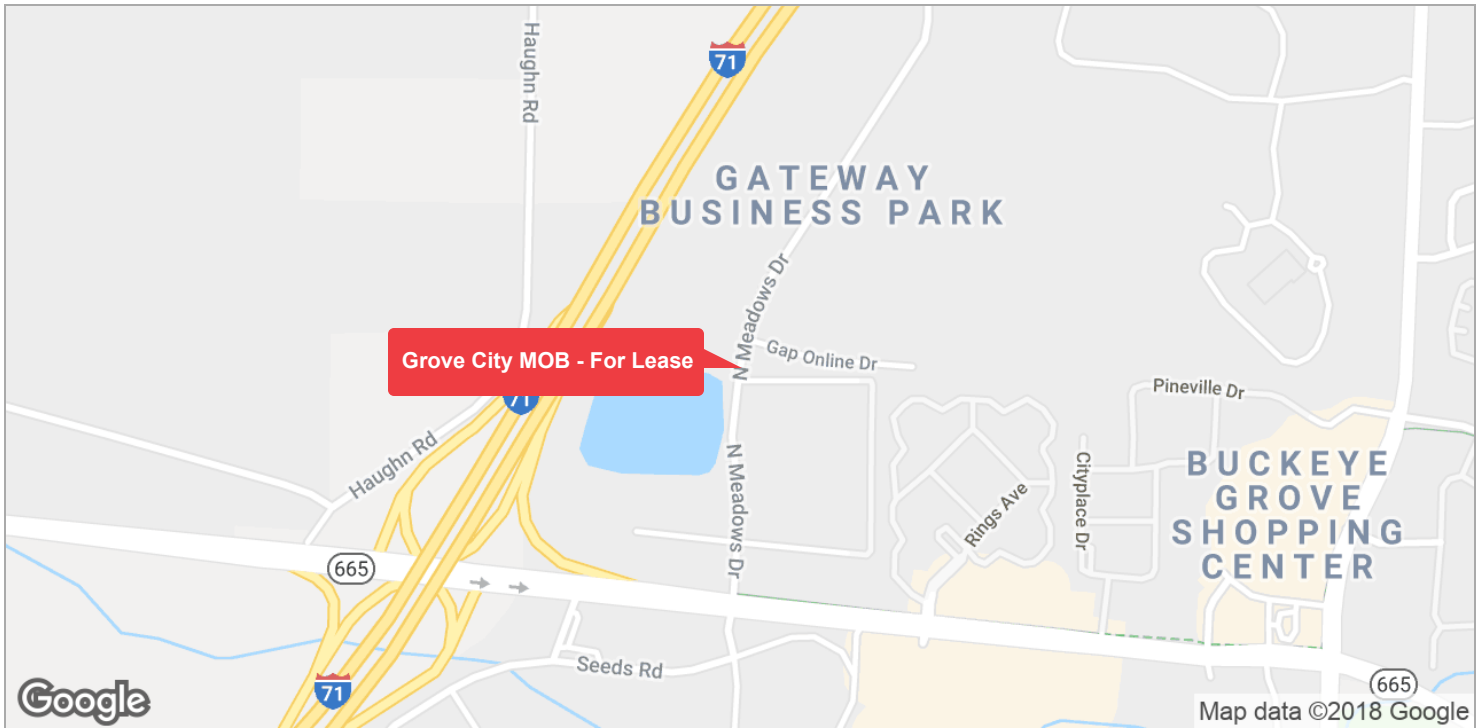 Haughn Rd
71
GATEWAY
BUSINESS PARK
N Meadows Dr
Grove City MOB - For Lease
Gap Online Dr
71
Pineville Dr
Haughn Rd
N Meadows Dr
Cityplace Dr
Rings Ave
BUCKEYE
GROVE
SHOPPING
CENTER
665
Seeds Rd
71
665
Google
Map data ©2018 Google